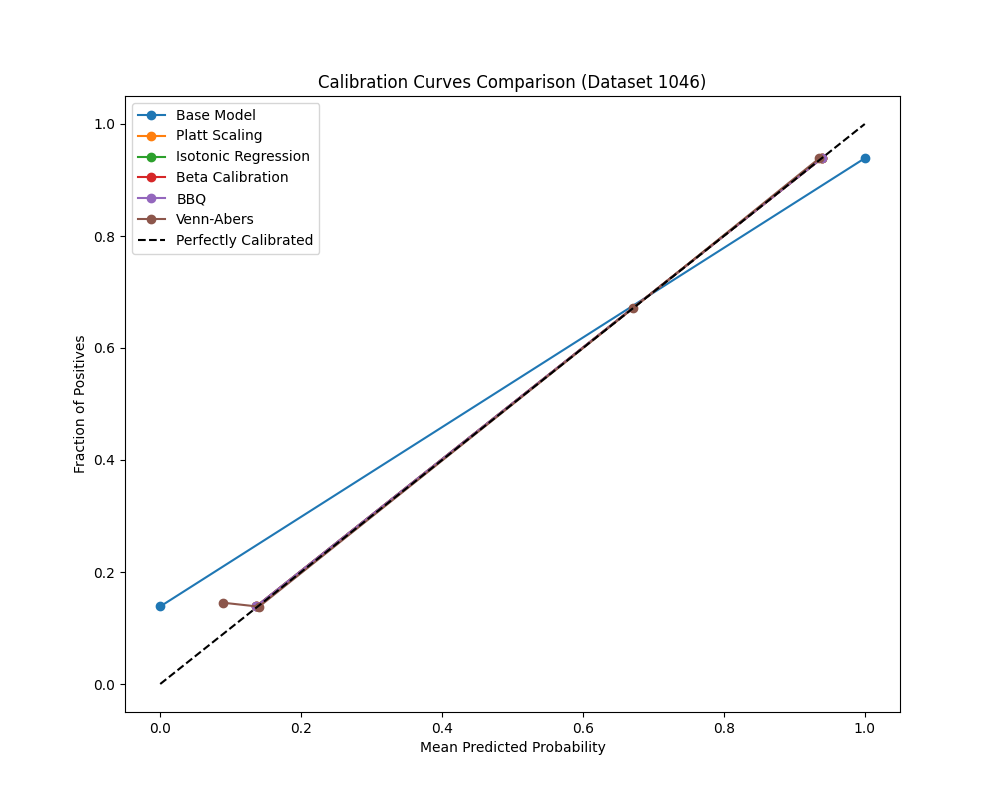 Calibration Curves Comparison (Dataset 1046)
Base Model
Platt Scaling
Isotonic Regression
Beta Calibration
BBQ
Venn-Abers
Perfectly Calibrated
Fraction of Positives
1.0
0.8
0.6
0.4
0.2
0.0
0.0 0.2 0.4 0.6 0.8 1.0
Mean Predicted Probability